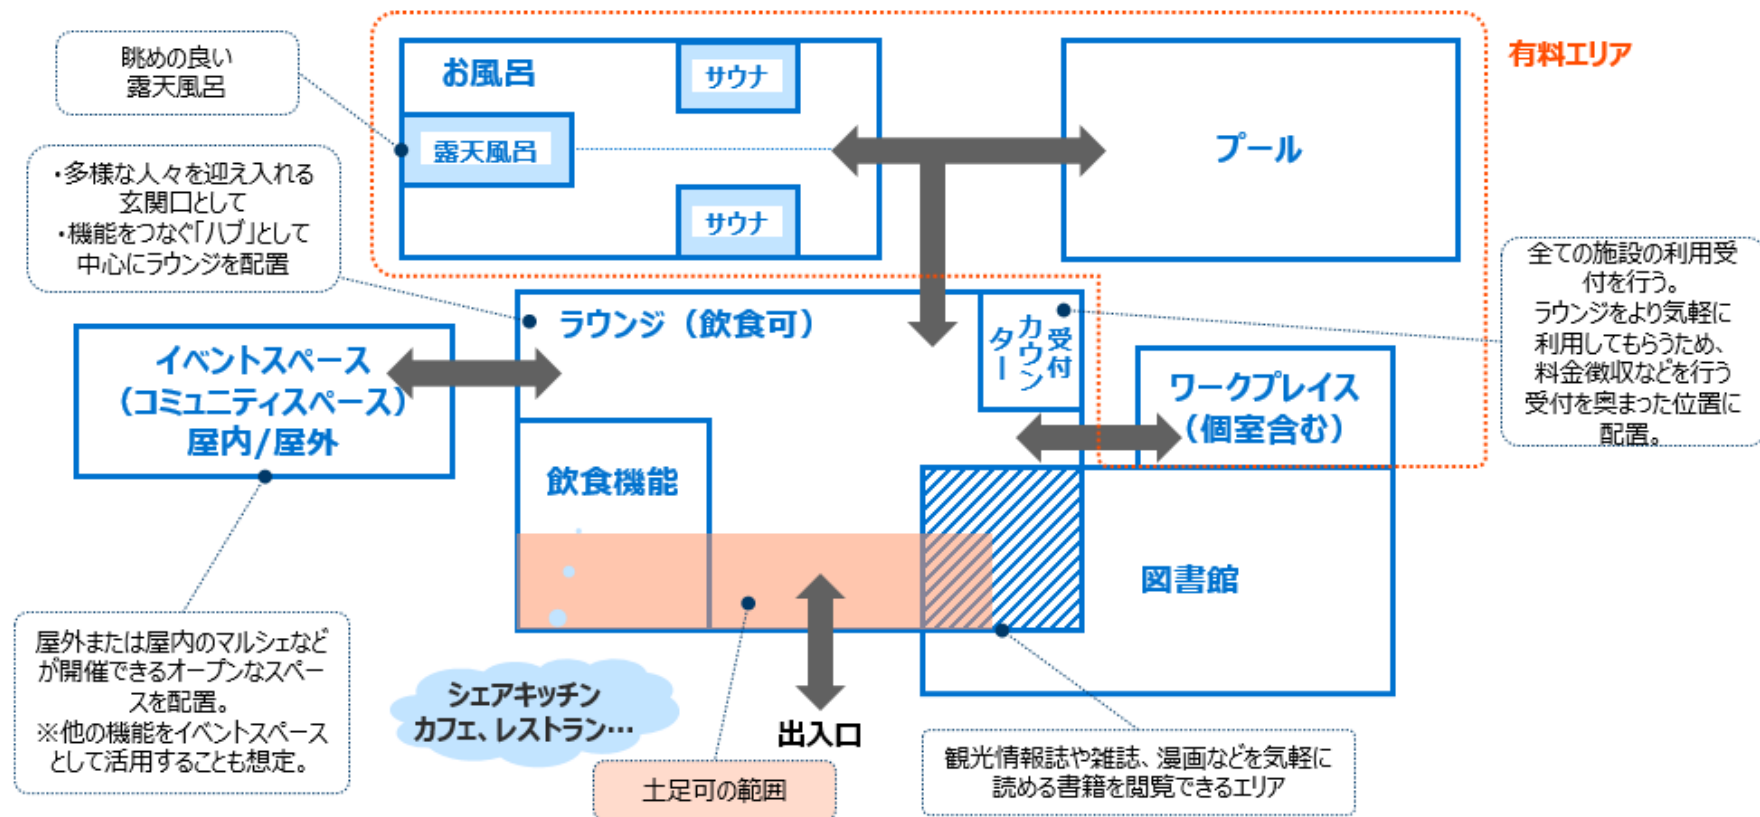 有料エリア
眺めの良い
露天風呂
お風呂
サウナ
露天風呂
サウナ
プール
・多様な人々を迎え入れる
玄関口として
・機能をつなぐ「ハブ」として
中心にラウンジを配置
全ての施設の利用受
付を行う。
ラウンジをより気軽に
利用してもらうため、
料金徴収などを行う
受付を奥まった位置に
配置。
ラウンジ（飲食可）
受付
カウン
ター
イベントスペース
（コミュニティスペース）
屋内/屋外
ワークプレイス
（個室含む）
飲食機能
図書館
屋外または屋内のマルシェなど
が開催できるオープンなスペー
スを配置。
※他の機能をイベントスペース
として活用することも想定。
シェアキッチン
カフェ、レストラン…
出入口
土足可の範囲
観光情報誌や雑誌、漫画などを気軽に
読める書籍を閲覧できるエリア